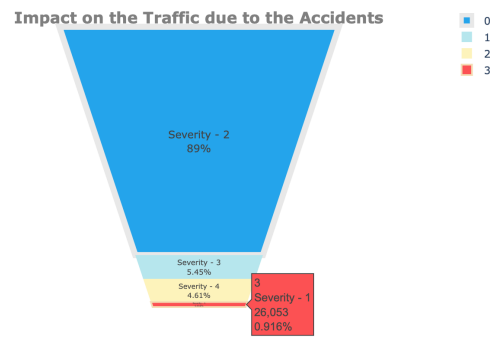 Impact on the Traffic due to the Accidents
0
1
2
3
Severity - 2
89%
Severity - 3
5.45%
Severity - 4
4.61%
3
Severity - 1
26,053
0.916%